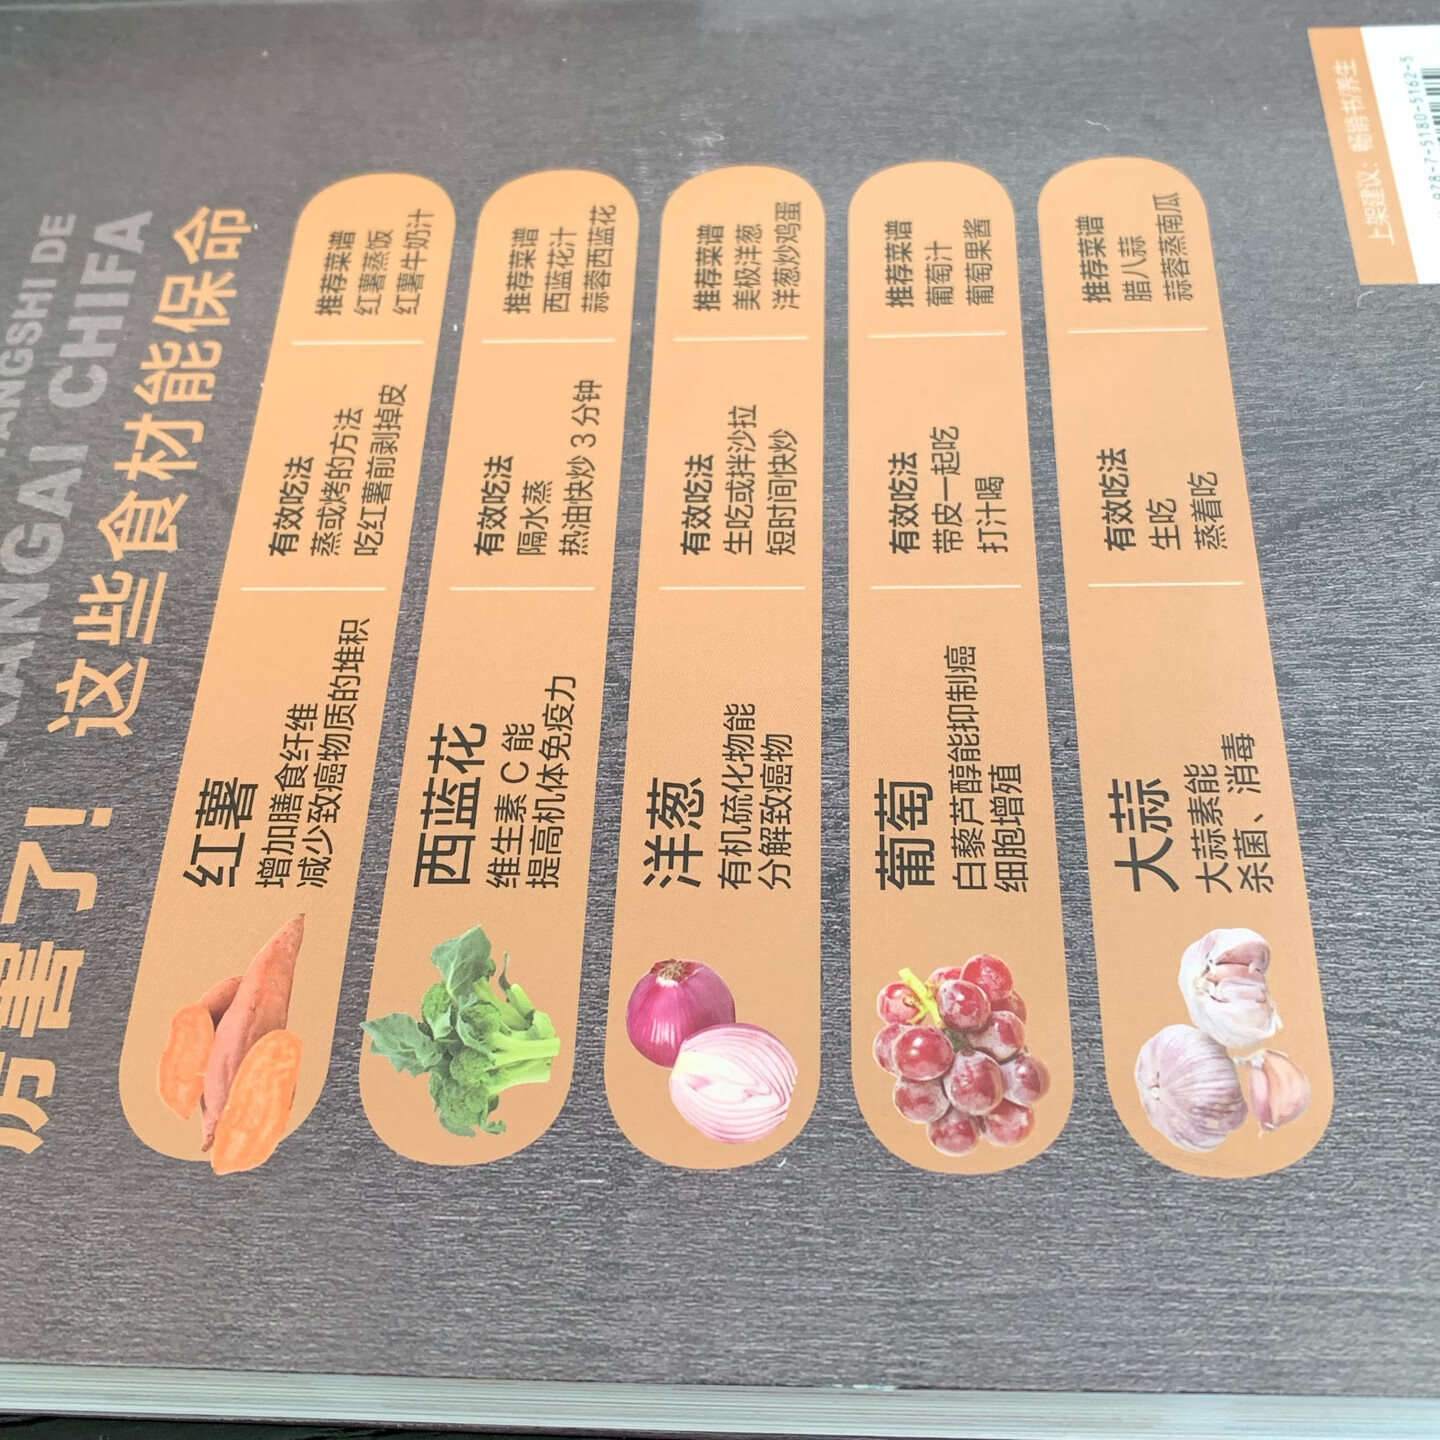 KANGAI CHIFA
厉害了！这些食材能保命
红薯
增加膳食纤维
减少致癌物质的堆积
有效吃法
蒸或烤的方法
吃红薯前剥掉皮
推荐菜谱
红薯蒸饭
红薯牛奶汁
西蓝花
维生素 C 能
提高机体免疫力
有效吃法
隔水蒸
热油快炒 3 分钟
推荐菜谱
西蓝花汁
蒜蓉西蓝花
洋葱
有机硫化物能
分解致癌物
有效吃法
生吃或拌沙拉
短时间快炒
推荐菜谱
美极洋葱
洋葱炒鸡蛋
葡萄
白藜芦醇能抑制癌
细胞增殖
有效吃法
带皮一起吃
打汁喝
推荐菜谱
葡萄汁
葡萄果酱
大蒜
大蒜素能
杀菌、消毒
有效吃法
生吃
蒸着吃
推荐菜谱
腊八蒜
蒜蓉蒸南瓜
上架建议：畅销书/养生
978-7-5180-5162-5